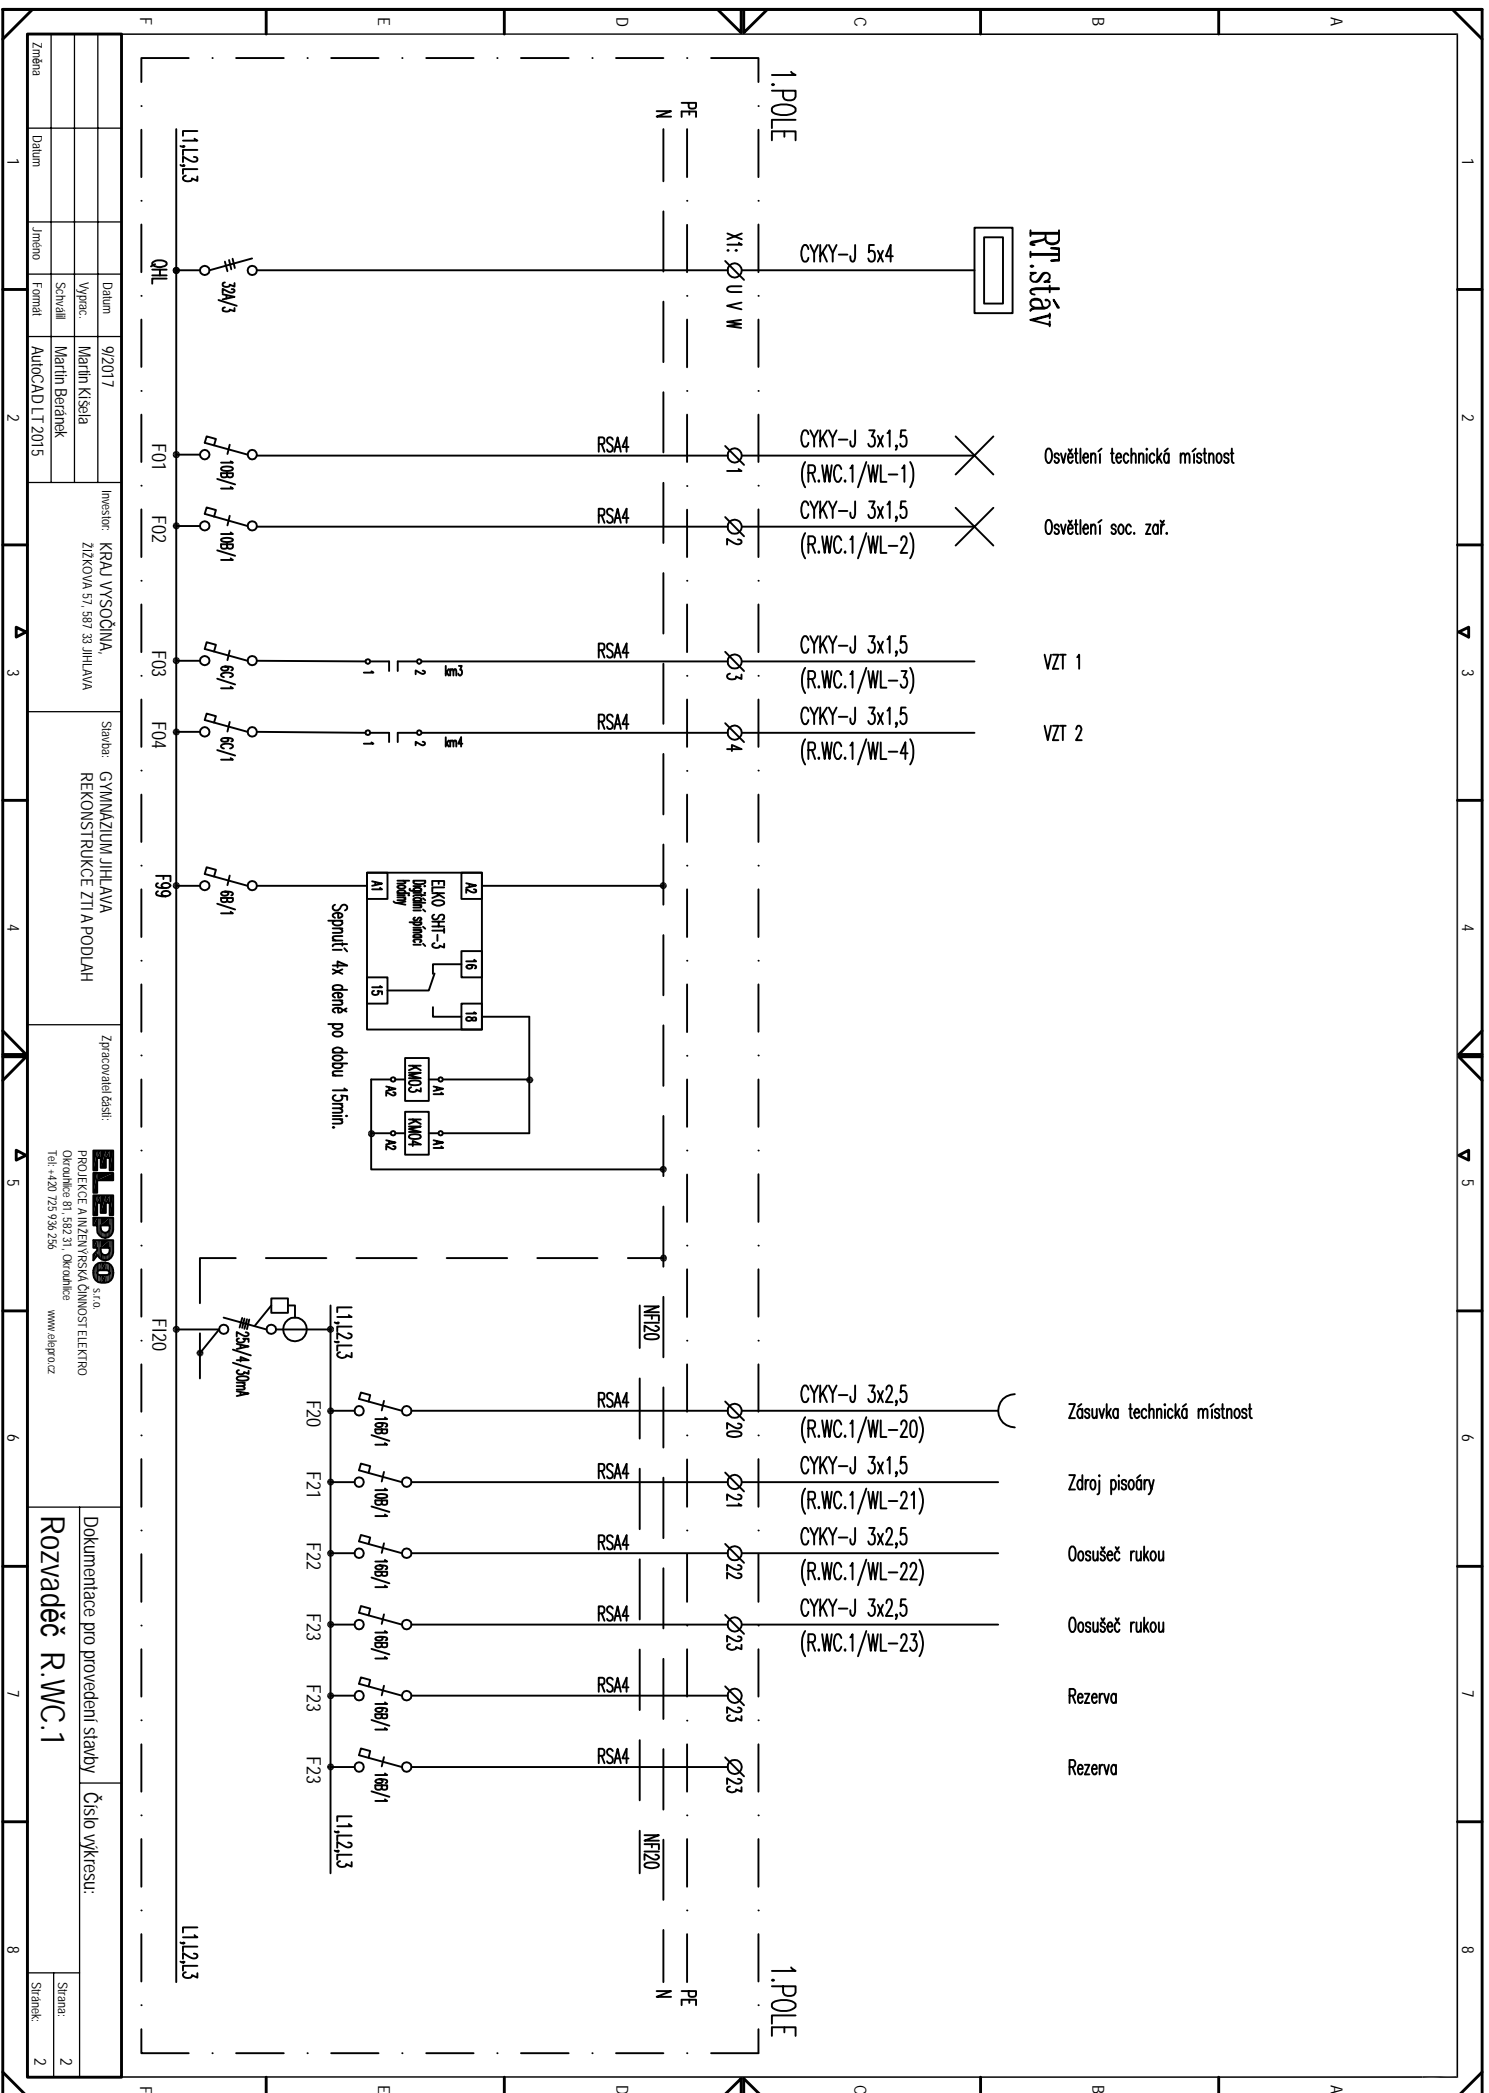 1 2 3 4 5 6 7 8
A
B
C
D
E
F
RT.stáv
Osvětlení technická místnost
Osvětlení soc. zař.
VZT 1
VZT 2
Zásuvka technická místnost
Zdroj pisoáry
Oosušeč rukou
Oosušeč rukou
Rezerva
Rezerva
CYKY-J 5x4
CYKY-J 3x1,5
(R.WC.1/WL-1)
CYKY-J 3x1,5
(R.WC.1/WL-2)
CYKY-J 3x1,5
(R.WC.1/WL-3)
CYKY-J 3x1,5
(R.WC.1/WL-4)
CYKY-J 3x2,5
(R.WC.1/WL-20)
CYKY-J 3x1,5
(R.WC.1/WL-21)
CYKY-J 3x2,5
(R.WC.1/WL-22)
CYKY-J 3x2,5
(R.WC.1/WL-23)
1.POLE 1.POLE
X1: U V W 1 2 3 4 20 21 22 23 23 23
PE PE
N N
NFI20 NFI20
RSA4 RSA4 RSA4 RSA4 RSA4 RSA4 RSA4 RSA4 RSA4 RSA4
1 2 km3
1 2 km4
A2 16 18
ELKO SHT-3
Digitální spínací
hodiny
A1 15
Sepnutí 4x deně po dobu 15min.
A1 A1
KM03 KM04
A2 A2
L1,L2,L3 L1,L2,L3
16B/1 10B/1 16B/1 16B/1 16B/1 16B/1
F20 F21 F22 F23 F23 F23
32A/3 10B/1 10B/1 6C/1 6C/1 6B/1 25A/4/30mA
L1,L2,L3 L1,L2,L3
QHL F01 F02 F03 F04 F99 FI20
A
B
C
D
E
F
Datum 9/2017
Vyprac. Martin Kišela
Schválil Martin Beránek
Změna Datum Jméno Formát AutoCAD LT 2015
Investor: KRAJ VYSOČINA,
ŽIŽKOVA 57, 587 33 JIHLAVA
Stavba: GYMNÁZIUM JIHLAVA
REKONSTRUKCE ZTI A PODLAH
Zpracovatel části:
ELEPRO s.r.o.
PROJEKCE A INŽENÝRSKÁ ČINNOST ELEKTRO
Okrouhlice 81, 582 31, Okrouhlice
Tel: +420 725 936 256 www.elepro.cz
Dokumentace pro provedení stavby
Číslo výkresu:
Rozvaděč R.WC.1
Strana: 2
Stránek: 2
1 2 3 4 5 6 7 8